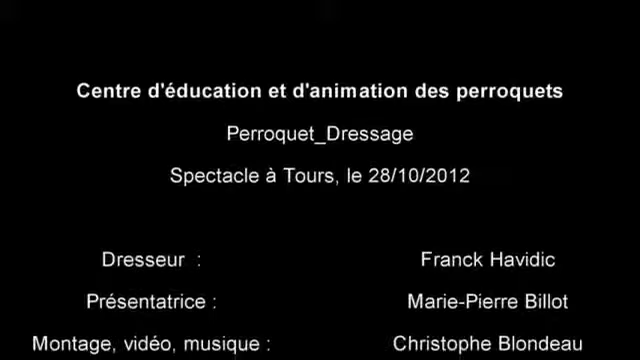 Centre d'éducation et d'animation des perroquets
Perroquet_Dressage
Spectacle à Tours, le 28/10/2012
Dresseur : Franck Havidic
Présentatrice : Marie-Pierre Billot
Montage, vidéo, musique : Christophe Blondeau